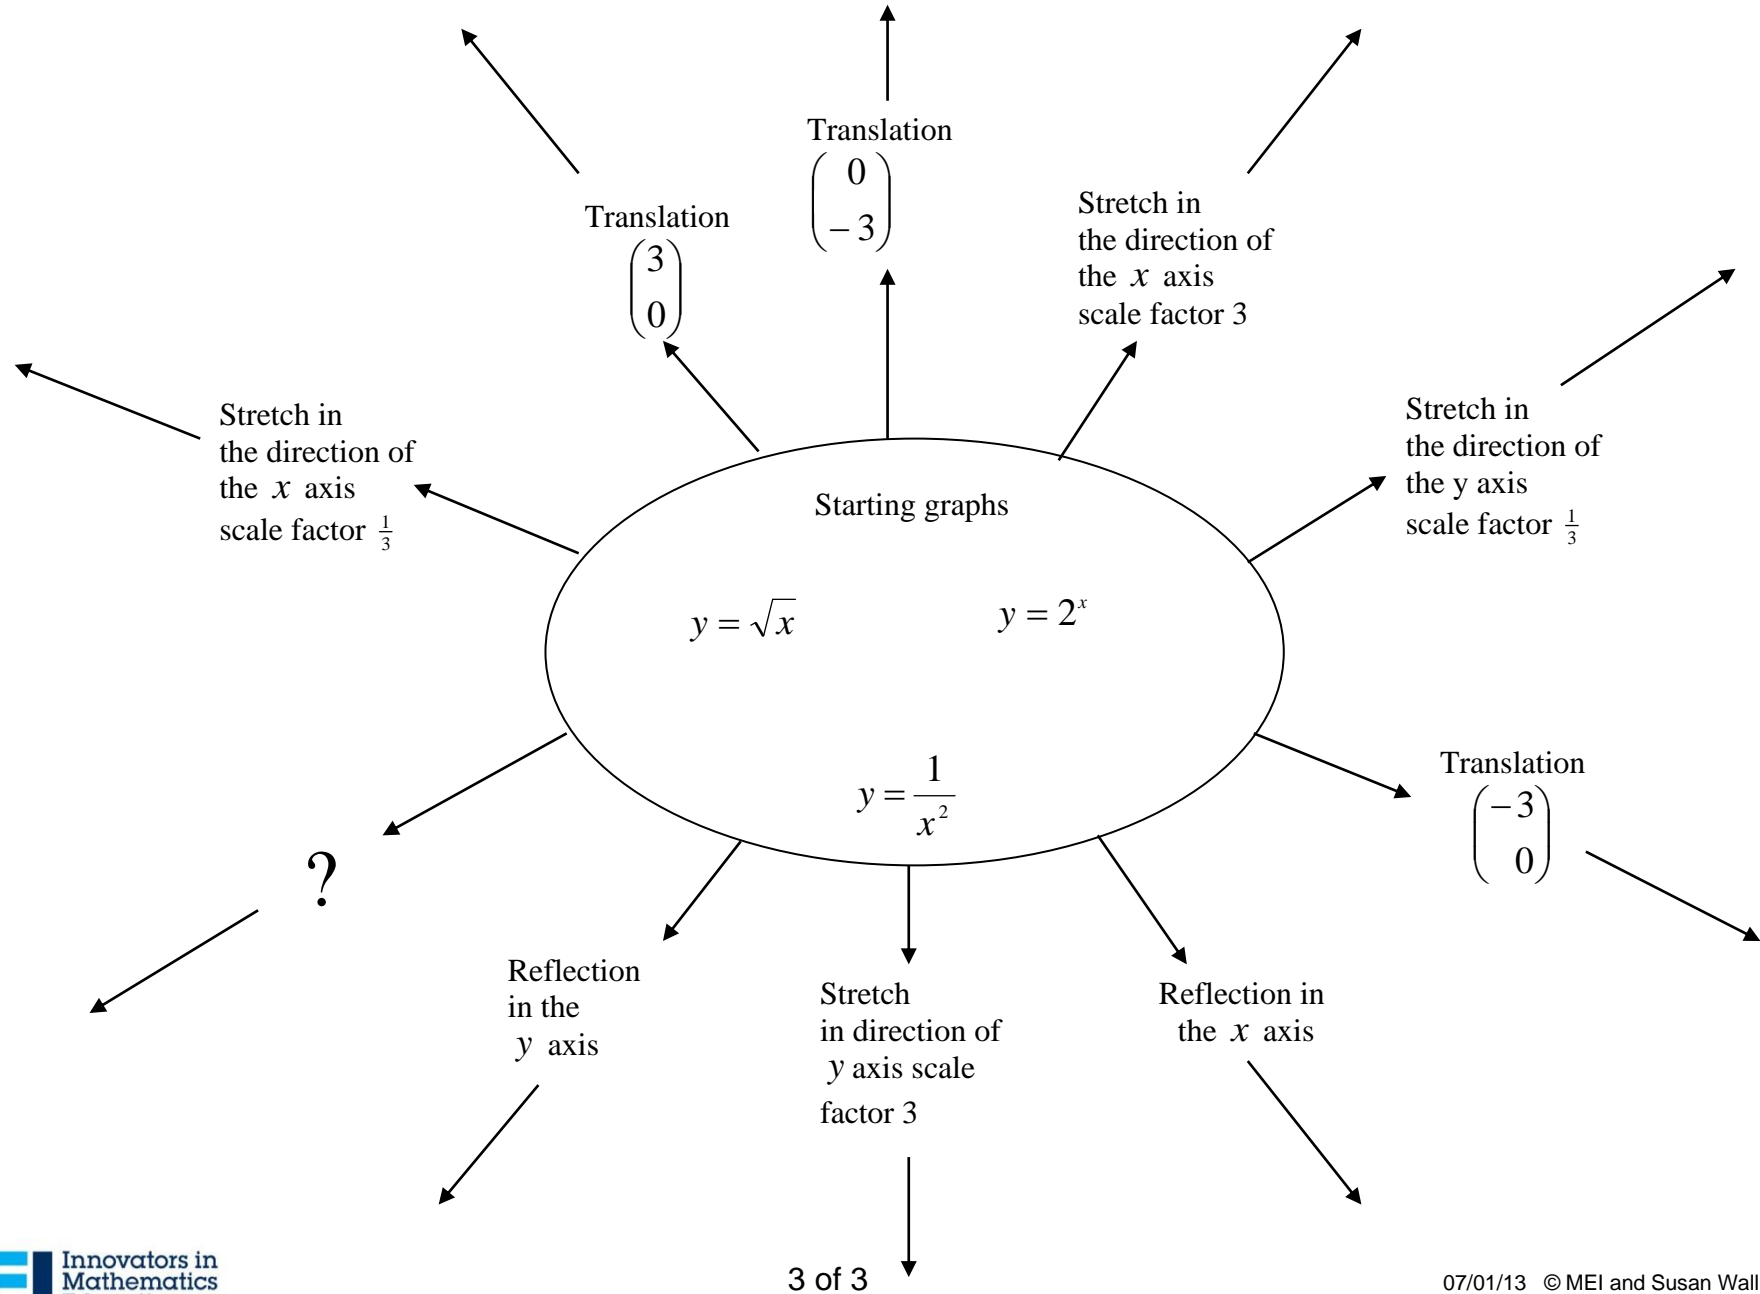 Translation
(0
−3)
Translation
(3
0)
Stretch in
the direction of
the x axis
scale factor 3
Stretch in
the direction of
the x axis
scale factor 1/3
Stretch in
the direction of
the y axis
scale factor 1/3
Starting graphs
y = √x
y = 2^x
y = 1/x^2
Translation
(−3
0)
?
Reflection
in the
y axis
Stretch
in direction of
y axis scale
factor 3
Reflection in
the x axis
Innovators in
Mathematics
3 of 3
07/01/13 © MEI and Susan Wall